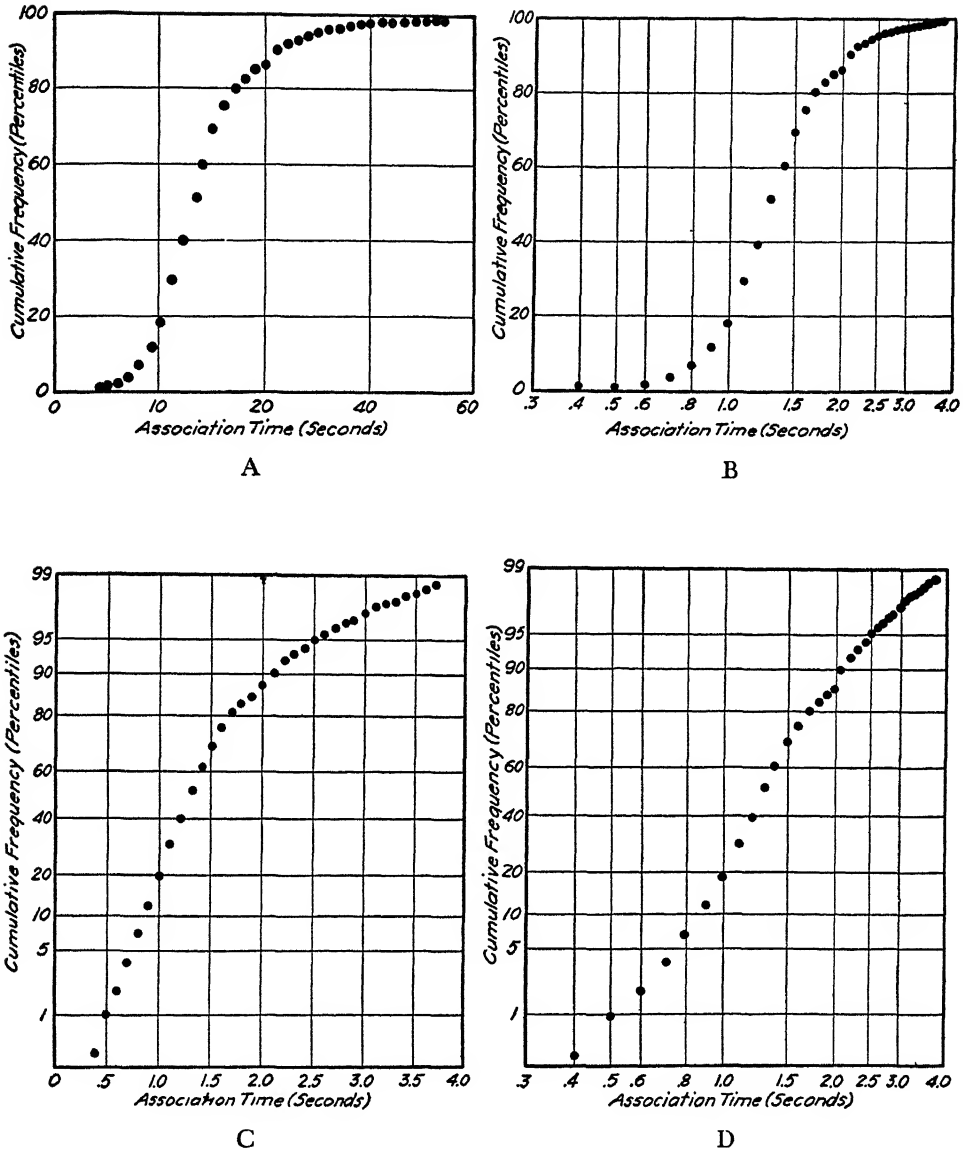 100
80
60
40
20
0
0 10 20 40 60
Cumulative Frequency (Percentiles)
Association Time (Seconds)
A
100
80
60
40
20
0
.3 .4 .5 .6 .8 1.0 1.5 2.0 2.5 3.0 4.0
Cumulative Frequency (Percentiles)
Association Time (Seconds)
B
99
95
90
80
60
40
20
10
5
1
0 .5 1.0 1.5 2.0 2.5 3.0 3.5 4.0
Cumulative Frequency (Percentiles)
Association Time (Seconds)
C
99
95
90
80
60
40
20
10
5
1
.3 .4 .5 .6 .8 1.0 1.5 2.0 2.5 3.0 4.0
Cumulative Frequency (Percentiles)
Association Time (Seconds)
D